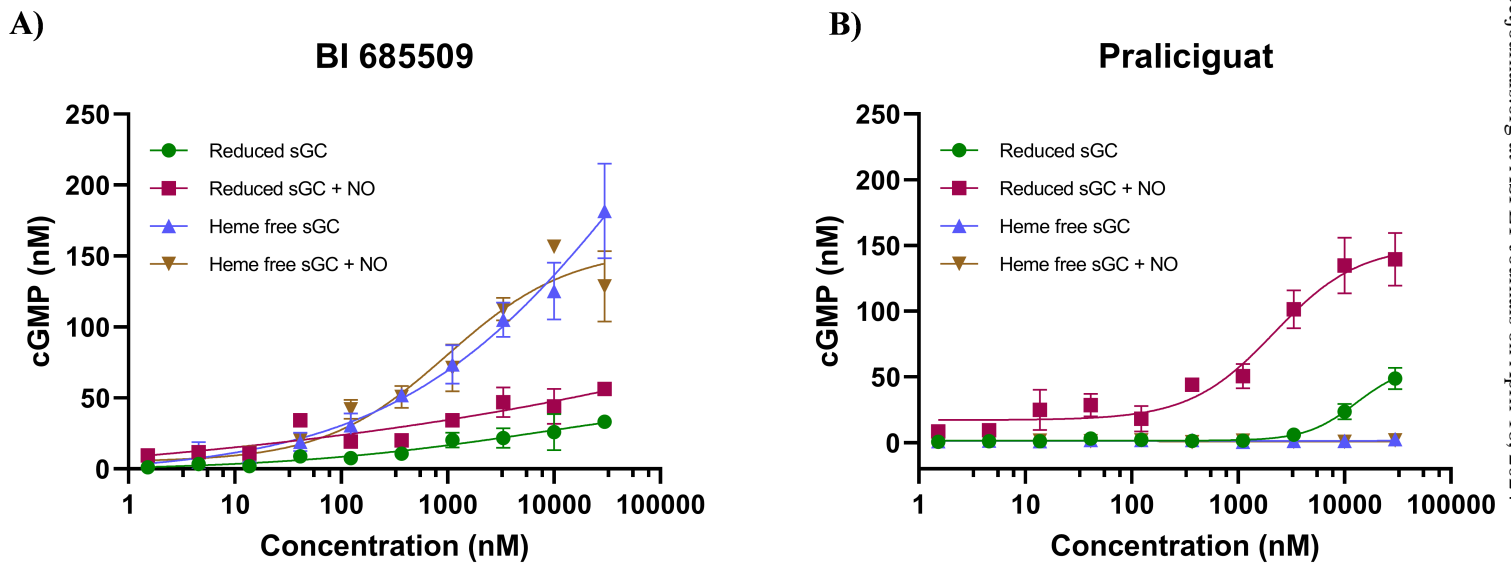 A)
BI 685509
250
200
150
100
50
0
cGMP (nM)
Reduced sGC
Reduced sGC + NO
Heme free sGC
Heme free sGC + NO
1 10 100 1000 10000 100000
Concentration (nM)
B)
Praliciguat
250
200
150
100
50
0
cGMP (nM)
Reduced sGC
Reduced sGC + NO
Heme free sGC
Heme free sGC + NO
1 10 100 1000 10000 100000
Concentration (nM)